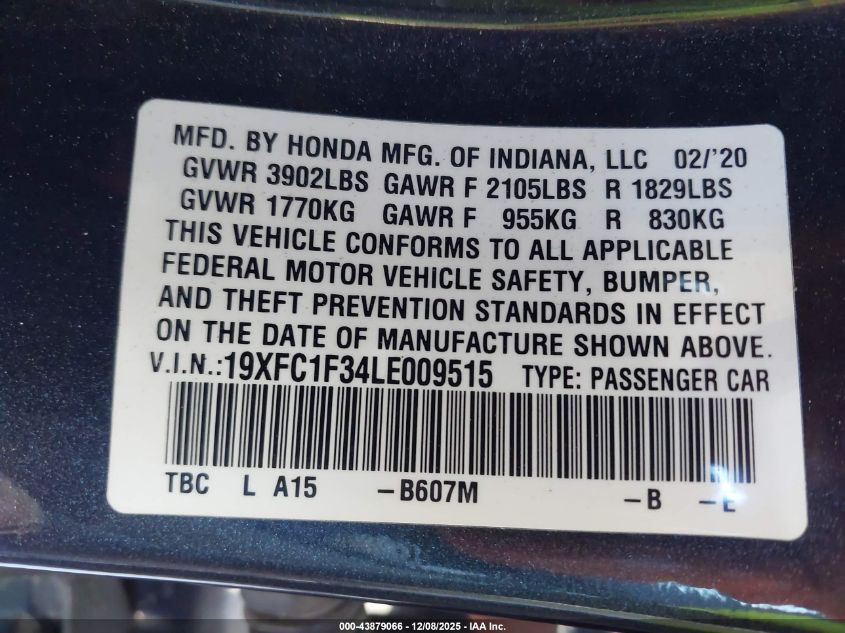 MFD. BY HONDA MFG. OF INDIANA, LLC 02/'20
GVWR 3902LBS GAWR F 2105LBS R 1829LBS
GVWR 1770KG GAWR F 955KG R 830KG
THIS VEHICLE CONFORMS TO ALL APPLICABLE
FEDERAL MOTOR VEHICLE SAFETY, BUMPER,
AND THEFT PREVENTION STANDARDS IN EFFECT
ON THE DATE OF MANUFACTURE SHOWN ABOVE.
V.I.N.:19XFC1F34LE009515 TYPE: PASSENGER CAR
TBC L A15 -B607M -B -E
000-43879066 - 12/08/2025 - IAA Inc.